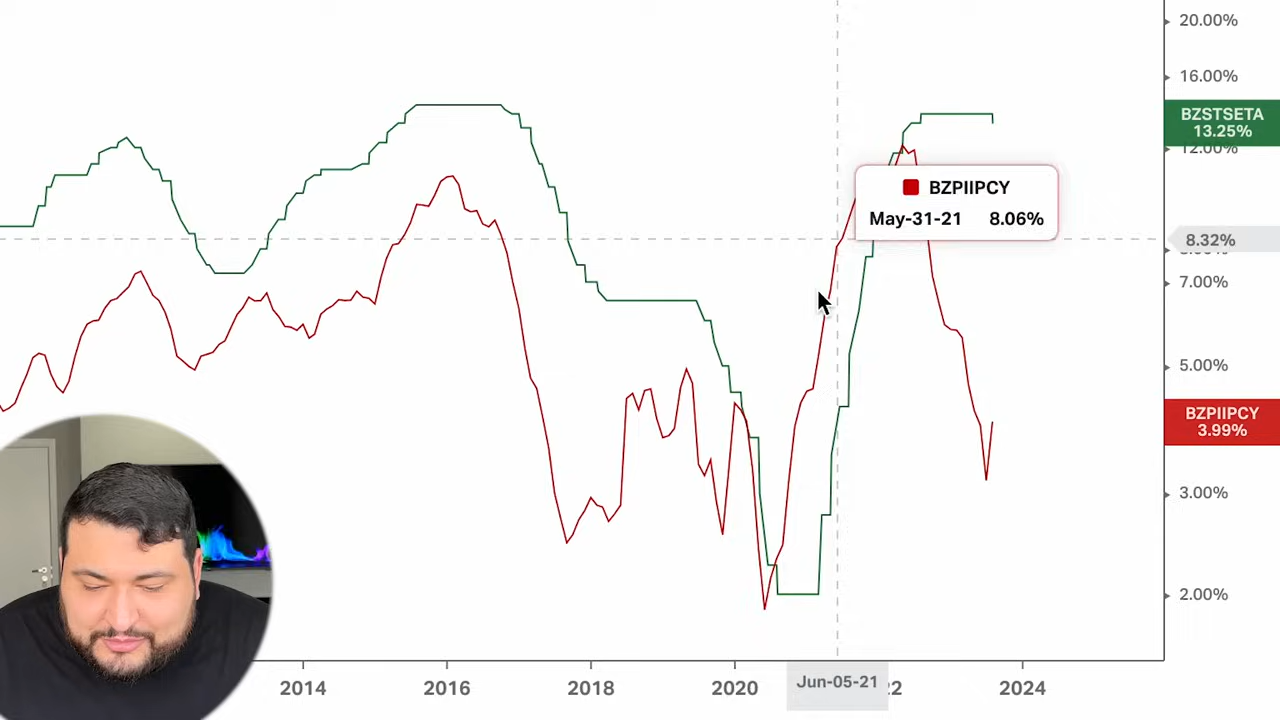 20.00%
16.00%
BZSTSETA
13.25%
12.00%
BZPIIPCY
May-31-21 8.06%
8.32%
7.00%
5.00%
BZPIIPCY
3.99%
3.00%
2.00%
2014 2016 2018 2020 Jun-05-21 22 2024